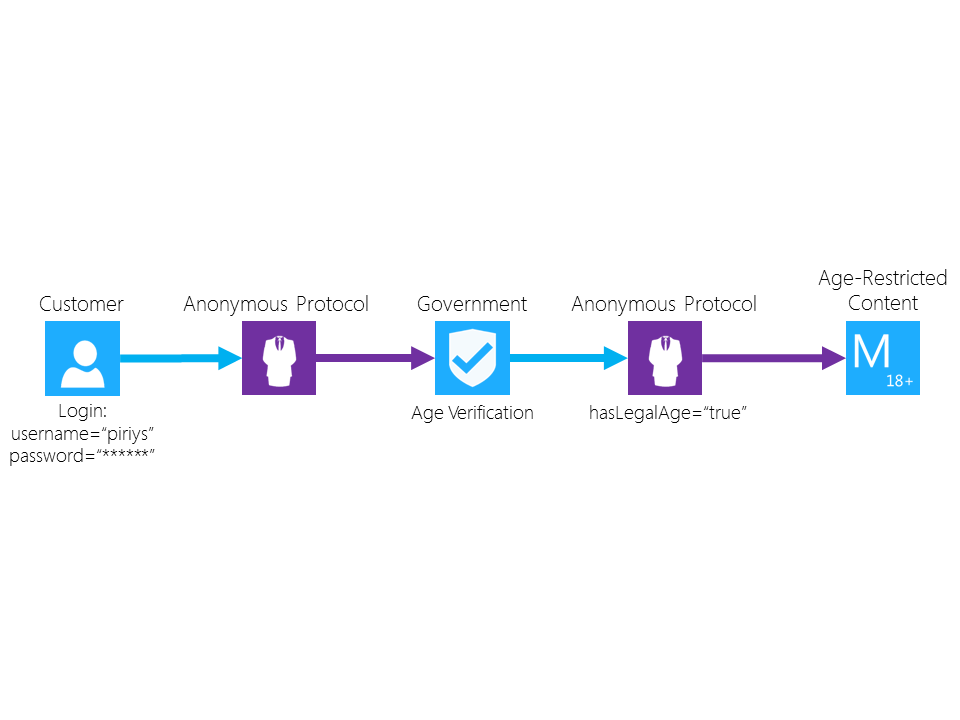 Customer
Login:
username=“piriys”
password=“******”
Anonymous Protocol
Government
Age Verification
Anonymous Protocol
hasLegalAge=“true”
Age-Restricted
Content
M
18+